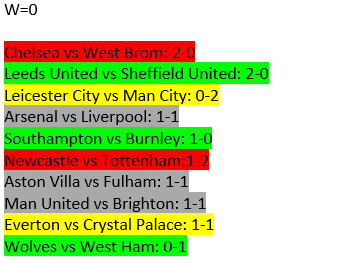 W=0
Chelsea vs West Brom: 2-0
Leeds United vs Sheffield United: 2-0
Leicester City vs Man City: 0-2
Arsenal vs Liverpool: 1-1
Southampton vs Burnley: 1-0
Newcastle vs Tottenham:1-2
Aston Villa vs Fulham: 1-1
Man United vs Brighton: 1-1
Everton vs Crystal Palace: 1-1
Wolves vs West Ham: 0-1